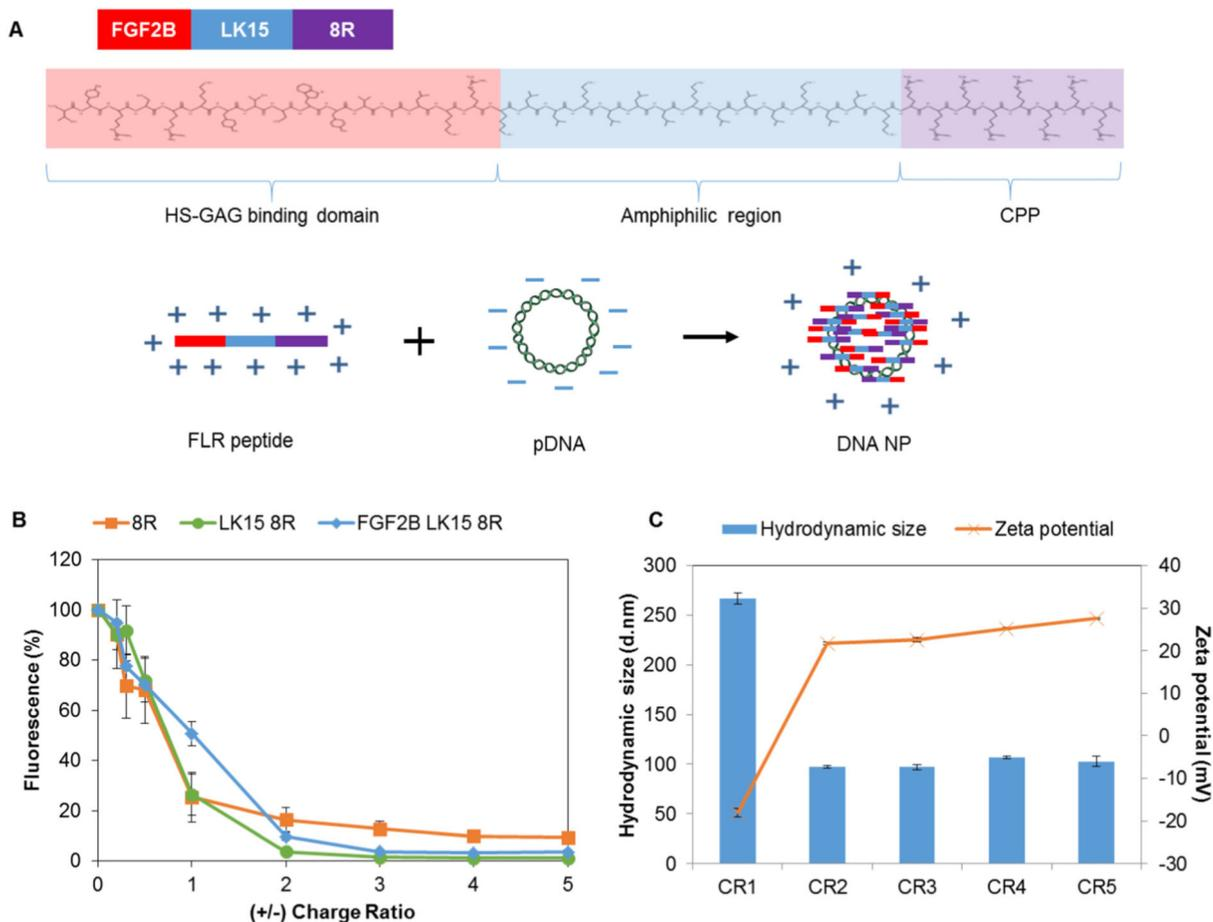 A
FGF2B LK15 8R
HS-GAG binding domain Amphiphilic region CPP
FLR peptide pDNA DNA NP
B
8R LK15 8R FGF2B LK15 8R
120
100
80
60
40
20
0
Fluorescence (%)
0 1 2 3 4 5
(+/-) Charge Ratio
C
Hydrodynamic size Zeta potential
300
250
200
150
100
50
0
Hydrodynamic size (d.nm)
40
30
20
10
0
-10
-20
-30
Zeta potential (mV)
CR1 CR2 CR3 CR4 CR5